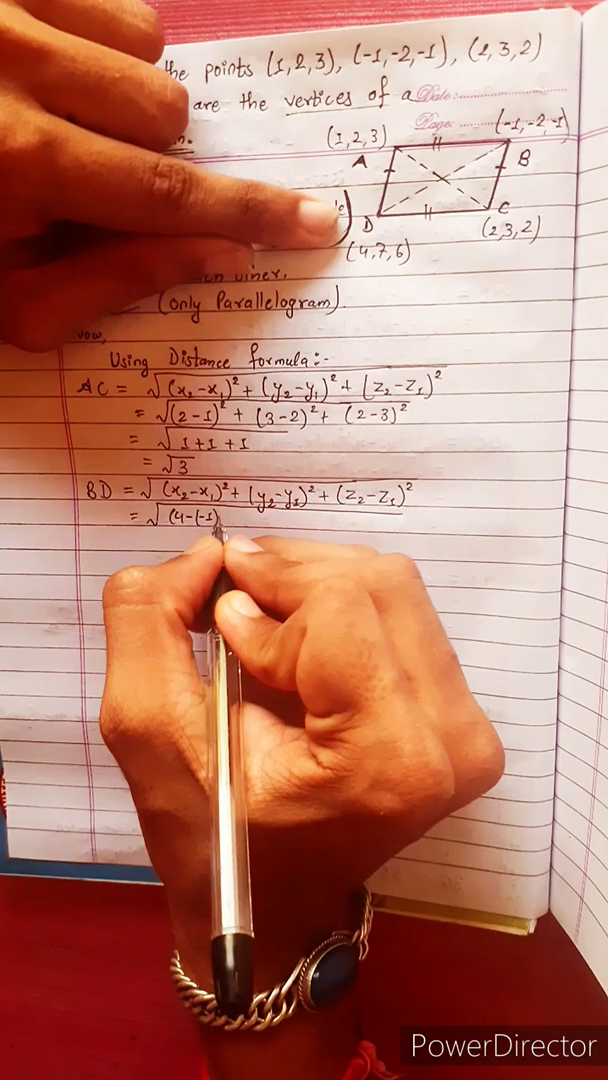 the points (1,2,3), (-1,-2,-1), (2,3,2)
are the vertices of a Date:
Page:
(1,2,3)
(-1,-2,-1)
A
B
D
C
(4,7,6)
(2,3,2)
(only Parallelogram).
Now,
Using Distance formula:-
AC = √(x₂-x₁)²+(y₂-y₁)²+(z₂-z₁)²
= √(2-1)² + (3-2)² + (2-3)²
= √1+1+1
= √3
BD = √(x₂-x₁)²+(y₂-y₁)²+(z₂-z₁)²
= √(4-(-1)
PowerDirector